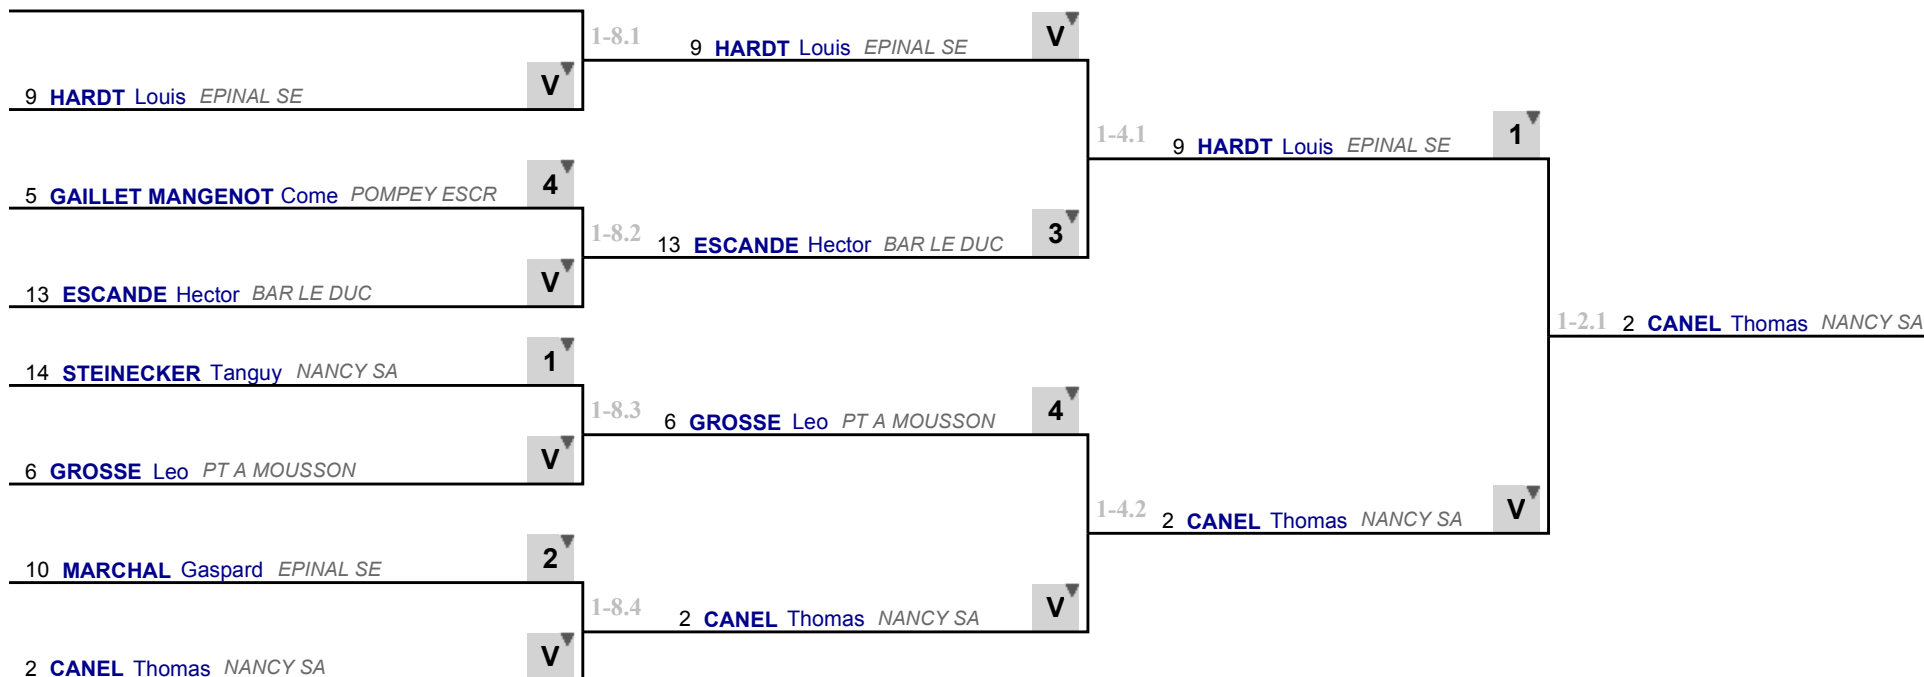 1-8.1
9 HARDT Louis EPINAL SE V
9 HARDT Louis EPINAL SE V
1-4.1
9 HARDT Louis EPINAL SE 1
5 GAILLET MANGENOT Come POMPEY ESCR 4
1-8.2
13 ESCANDE Hector BAR LE DUC 3
13 ESCANDE Hector BAR LE DUC V
1-2.1
2 CANEL Thomas NANCY SA
14 STEINECKER Tanguy NANCY SA 1
1-8.3
6 GROSSE Leo PT A MOUSSON 4
6 GROSSE Leo PT A MOUSSON V
1-4.2
2 CANEL Thomas NANCY SA V
10 MARCHAL Gaspard EPINAL SE 2
1-8.4
2 CANEL Thomas NANCY SA V
2 CANEL Thomas NANCY SA V